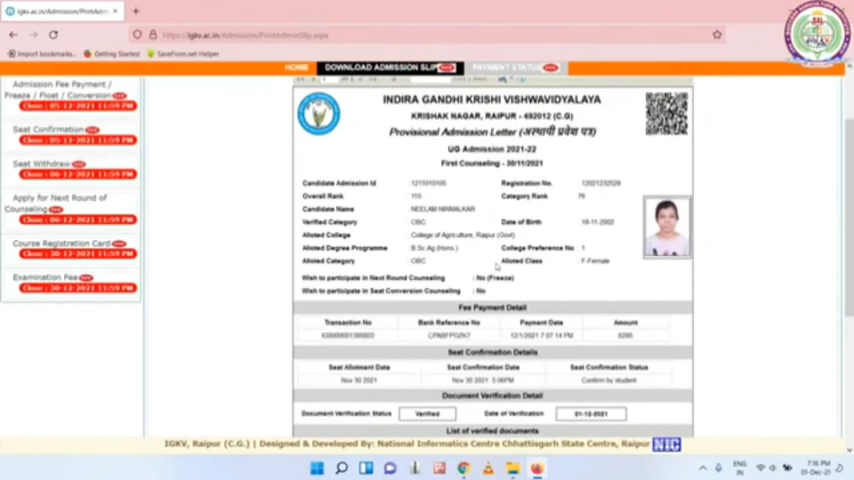 igkv.ac.in/Admission/PrintAdmi
https://igkv.ac.in/Admission/PrintAdmonSlip.aspx
Import bookmarks... Getting Started SaveFrom.net Helper
HOME DOWNLOAD ADMISSION SLIP PAYMENT STATUS
Admission Fee Payment /
Freeze / Float / Conversion
Close : 05-12-2021 11:59 PM
Seat Confirmation
Close : 05-12-2021 11:59 PM
Seat Withdraw
Close : 06-12-2021 11:59 PM
Apply for Next Round of
Counseling
Close : 06-12-2021 11:59 PM
Course Registration Card
Close : 30-12-2021 11:59 PM
Examination Fee
Close : 30-12-2021 11:59 PM
INDIRA GANDHI KRISHI VISHWAVIDYALAYA
KRISHAK NAGAR, RAIPUR - 492012 (C.G)
Provisional Admission Letter (अस्थायी प्रवेश पत्र)
UG Admission 2021-22
First Counseling - 30/11/2021
Candidate Admission Id : 1211010105 Registration No. : 12021232528
Overall Rank : 115 Category Rank : 76
Candidate Name : NEELAM NIRMALKAR
Verified Category : OBC Date of Birth : 18-11-2002
Alloted College : College of Agriculture, Raipur (Govt)
Alloted Degree Programme : B.Sc.Ag (Hons.) College Preference No : 1
Alloted Category : OBC Alloted Class : F-Female
Wish to participate in Next Round Counseling : No (Freeze)
Wish to participate in Seat Conversion Counseling : No
Fee Payment Detail
Transaction No Bank Reference No Payment Date Amount
CPABFPGZK7 12/1/2021 7:07:14 PM 6285
Seat Confirmation Details
Seat Allotment Date Seat Confirmation Date Seat Confirmation Status
Nov 30 2021 Nov 30 2021 5:06PM Confirm by student
Document Verification Detail
Document Verification Status Verified Date of Verification 01-12-2021
List of verified documents
IGKV, Raipur (C.G.) | Designed & Developed By: National Informatics Centre Chhattisgarh State Centre, Raipur NIC
ENG
IN
7:16 PM
01-Dec-21